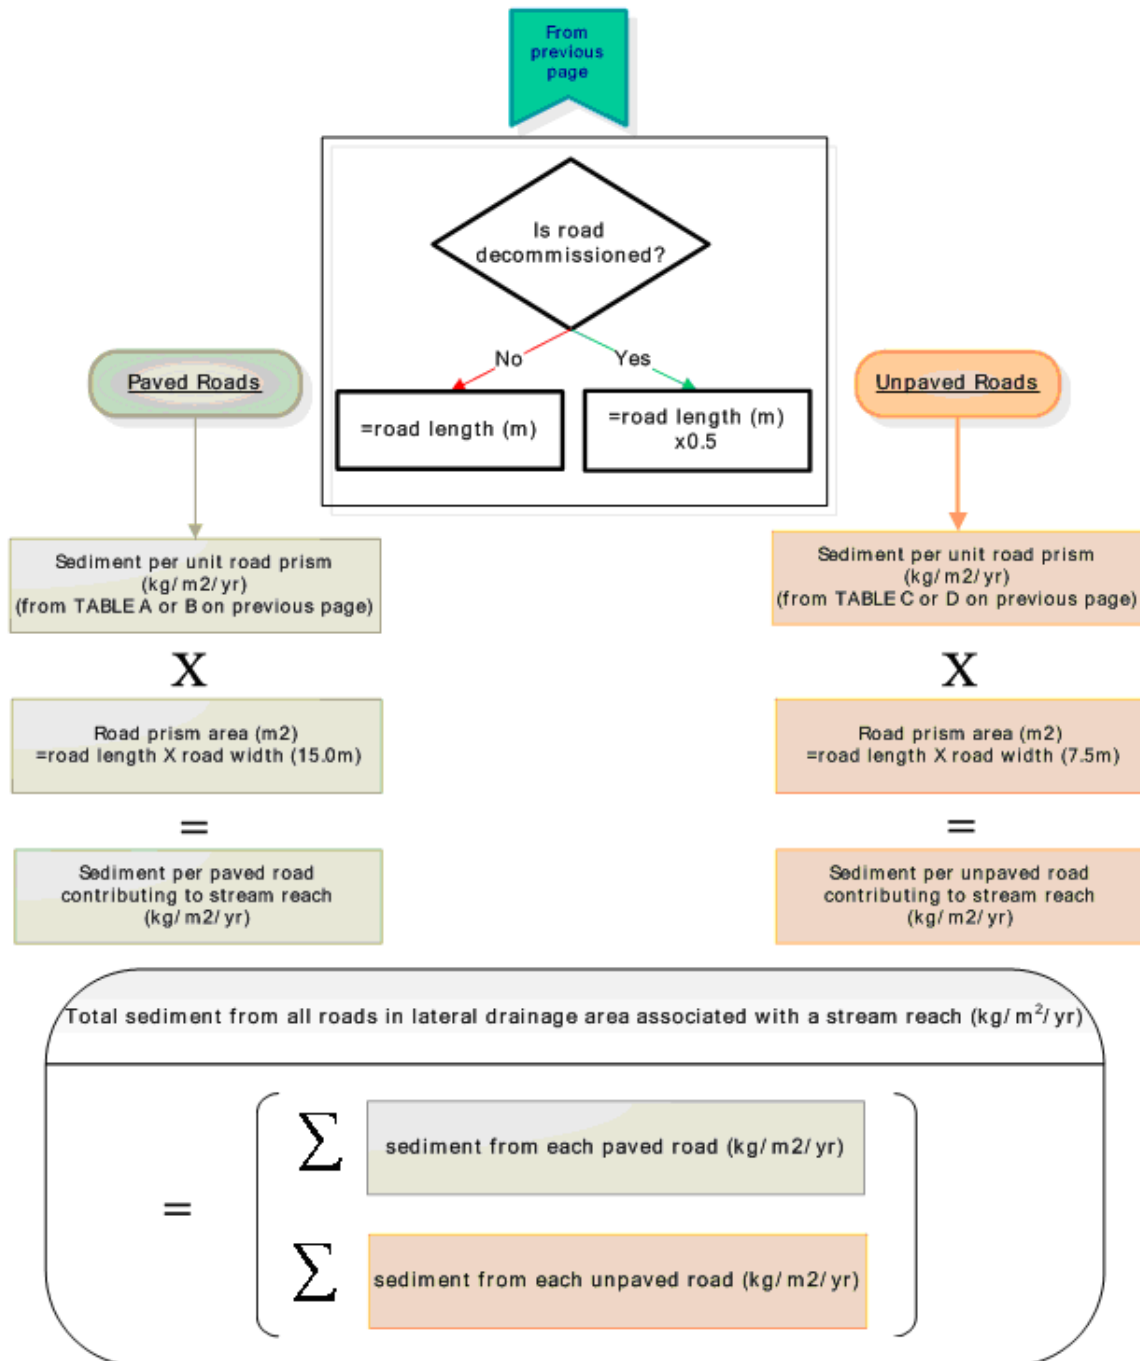 From
previous
page
Is road
decommissioned?
No
Yes
=road length (m)
=road length (m)
x0.5
Paved Roads
Sediment per unit road prism
(kg/m2/yr)
(from TABLE A or B on previous page)
X
Road prism area (m2)
=road length X road width (15.0m)
=
Sediment per paved road
contributing to stream reach
(kg/m2/yr)
Unpaved Roads
Sediment per unit road prism
(kg/m2/yr)
(from TABLE C or D on previous page)
X
Road prism area (m2)
=road length X road width (7.5m)
=
Sediment per unpaved road
contributing to stream reach
(kg/m2/yr)
Total sediment from all roads in lateral drainage area associated with a stream reach (kg/m²/yr)
=
∑ sediment from each paved road (kg/m2/yr)
∑ sediment from each unpaved road (kg/m2/yr)